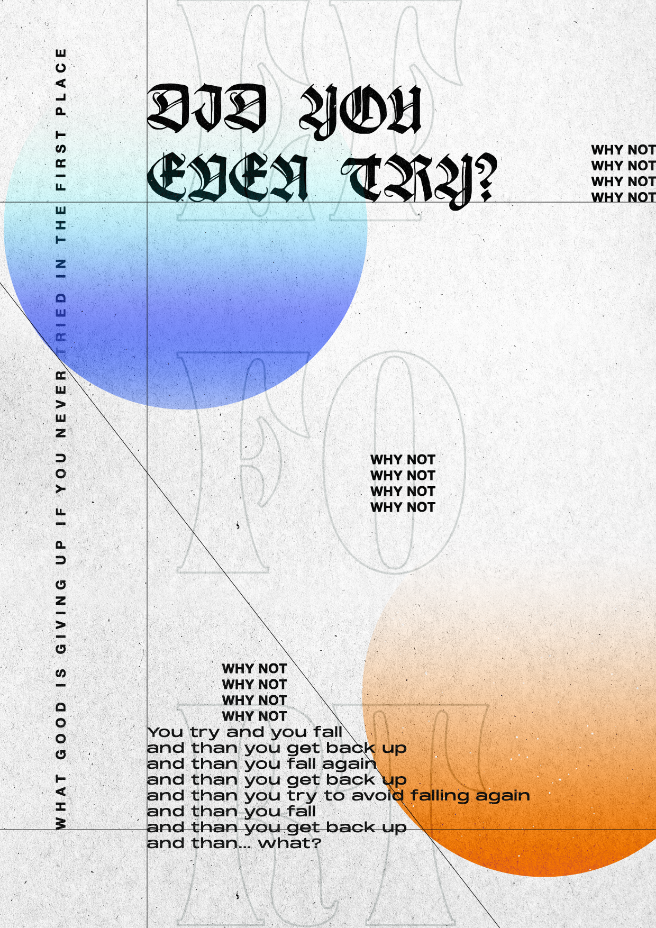 EF
DID YOU
EVEN TRY?
WHY NOT
WHY NOT
WHY NOT
WHY NOT
WHAT GOOD IS GIVING UP IF YOU NEVER TRIED IN THE FIRST PLACE
FO
WHY NOT
WHY NOT
WHY NOT
WHY NOT
RT
WHY NOT
WHY NOT
WHY NOT
WHY NOT
You try and you fall
and than you get back up
and than you fall again
and than you get back up
and than you try to avoid falling again
and than you fall
and than you get back up
and than... what?